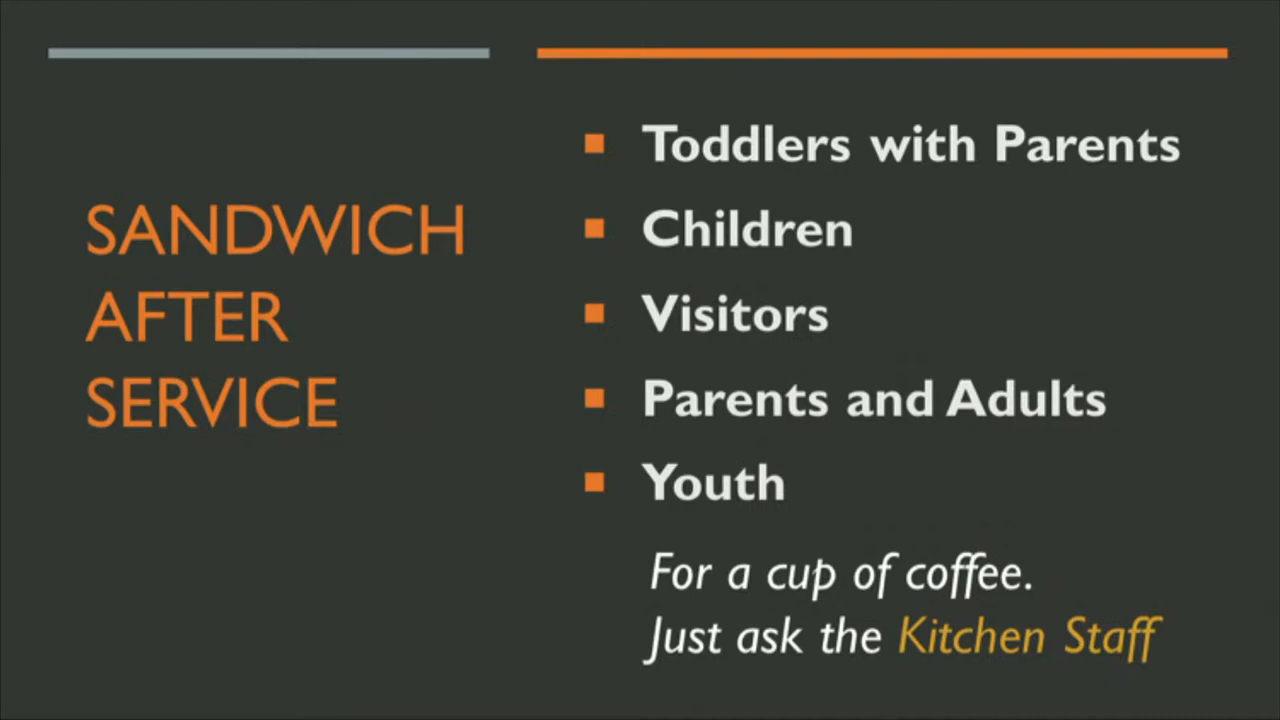 SANDWICH
AFTER
SERVICE
Toddlers with Parents
Children
Visitors
Parents and Adults
Youth
For a cup of coffee.
Just ask the Kitchen Staff